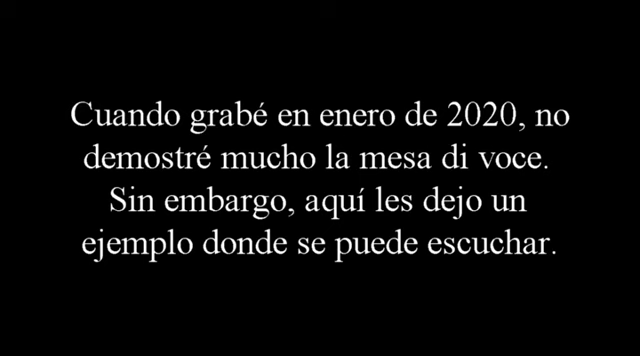 Cuando grabé en enero de 2020, no
demostré mucho la mesa di voce.
Sin embargo, aquí les dejo un
ejemplo donde se puede escuchar.